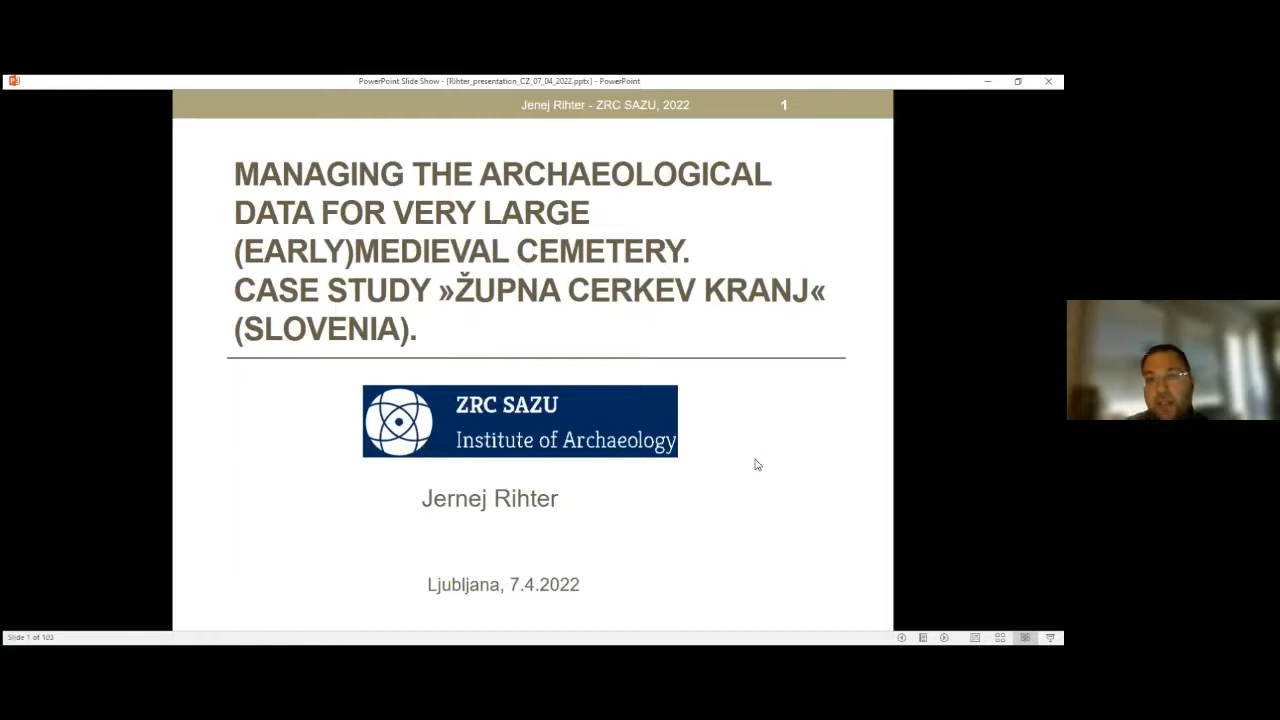 PowerPoint Slide Show - [Rihter_presentation_CZ_07_04_2022.pptx] - PowerPoint
Jenej Rihter - ZRC SAZU, 2022 1
MANAGING THE ARCHAEOLOGICAL
DATA FOR VERY LARGE
(EARLY)MEDIEVAL CEMETERY.
CASE STUDY »ŽUPNA CERKEV KRANJ«
(SLOVENIA).
ZRC SAZU
Institute of Archaeology
Jernej Rihter
Ljubljana, 7.4.2022
Slide 1 of 103